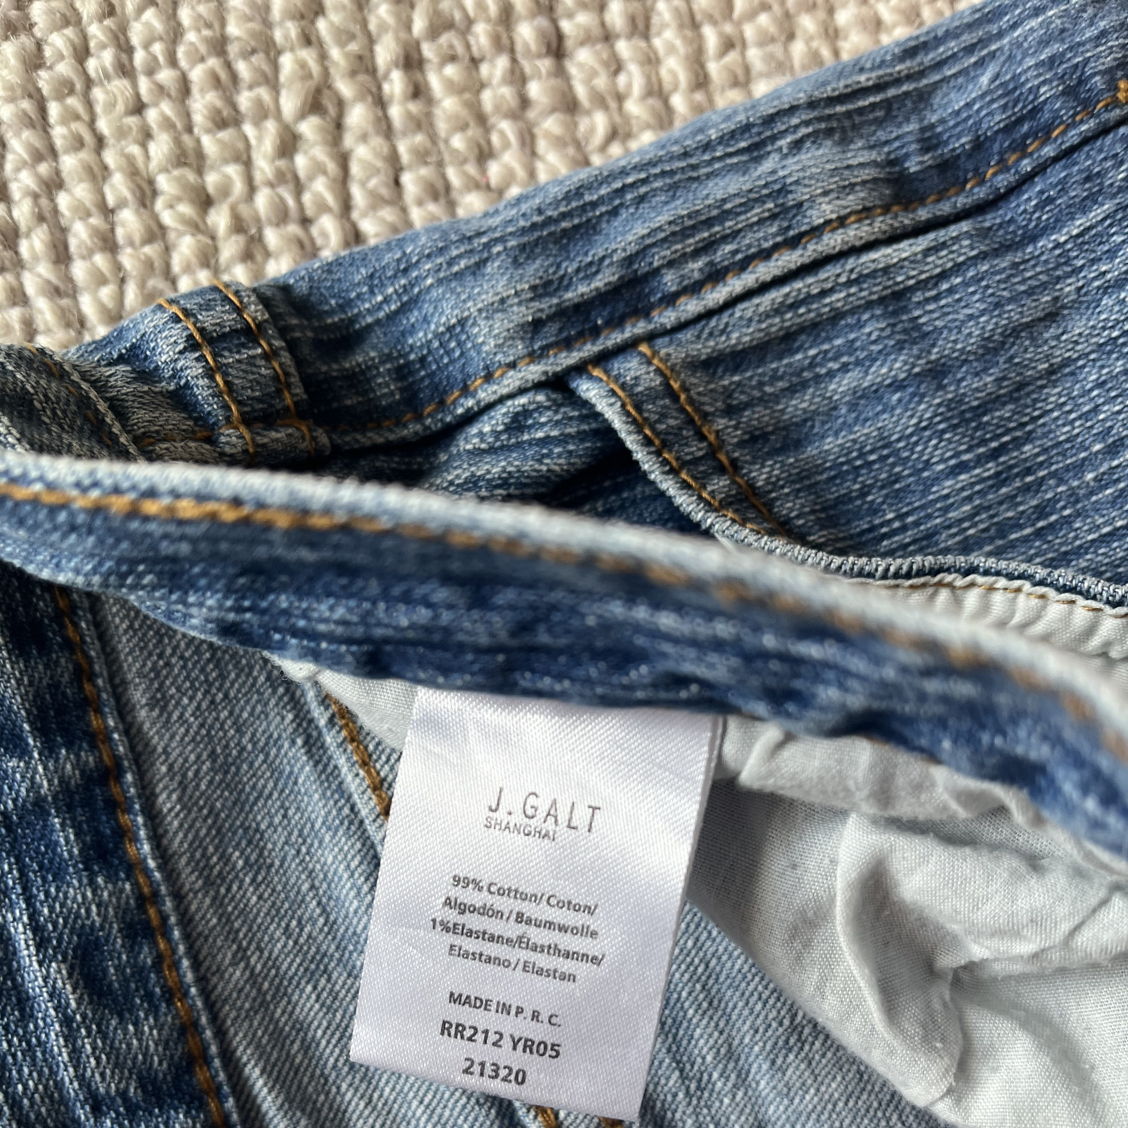 J.GALT
SHANGHAI
99% Cotton/ Coton/
Algodón / Baumwolle
1%Elastane/Élasthanne/
Elastano / Elastan
MADE IN P. R. C.
RR212 YR05
21320